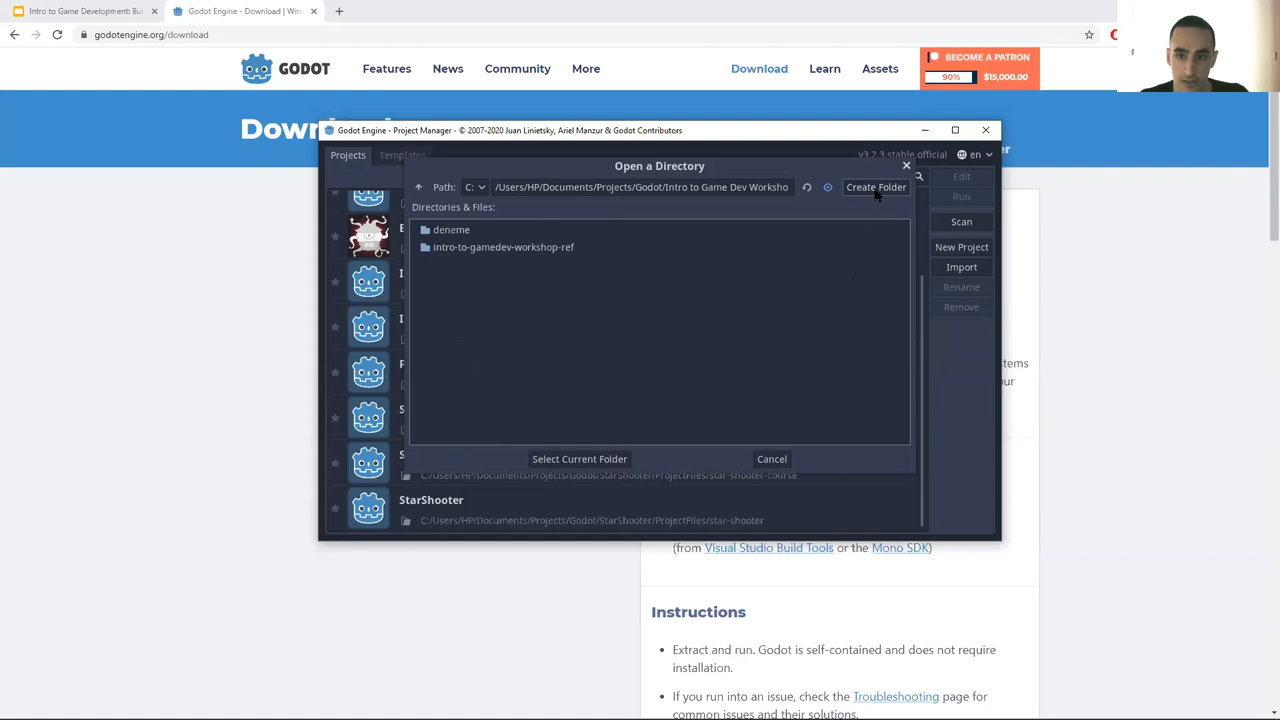 Intro to Game Development: Bui
Godot Engine - Download | Wind
godotengine.org/download
GODOT
Features
News
Community
More
Download
Learn
Assets
BECOME A PATRON
90%
$15,000.00
Godot Engine - Project Manager - © 2007-2020 Juan Linietsky, Ariel Manzur & Godot Contributors
Projects
Templates
v3.2.3.stable.official
en
Open a Directory
Path:
C:
/Users/HP/Documents/Projects/Godot/Intro to Game Dev Worksho
Create Folder
Directories & Files:
deneme
intro-to-gamedev-workshop-ref
Select Current Folder
Cancel
Edit
Run
Scan
New Project
Import
Rename
Remove
C:/Users/HP/Documents/Projects/Godot/StarShooter/ProjectFiles/star-shooter-course
StarShooter
C:/Users/HP/Documents/Projects/Godot/StarShooter/ProjectFiles/star-shooter
(from Visual Studio Build Tools or the Mono SDK)
Instructions
• Extract and run. Godot is self-contained and does not require
installation.
• If you run into an issue, check the Troubleshooting page for
common issues and their solutions.